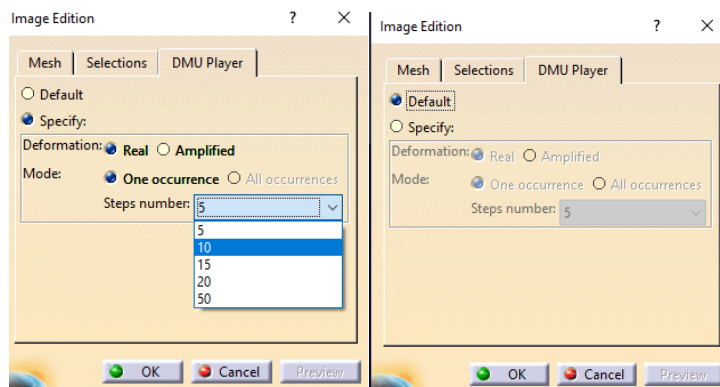 Image Edition ? ×
Mesh Selections DMU Player
Default
Specify:
Deformation: Real Amplified
Mode: One occurrence All occurrences
Steps number: 5
5
10
15
20
50
OK Cancel Preview
Image Edition ? ×
Mesh Selections DMU Player
Default
Specify:
Deformation: Real Amplified
Mode: One occurrence All occurrences
Steps number: 5
OK Cancel Preview